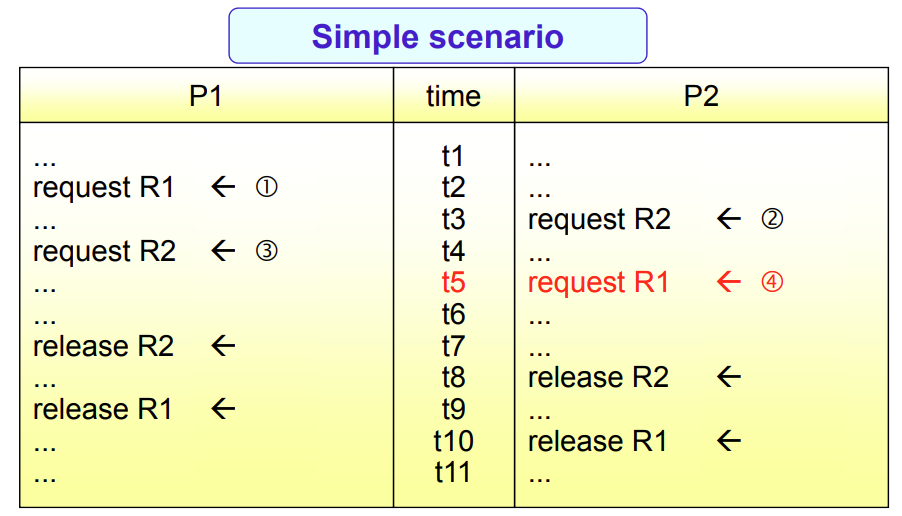 Simple scenario
P1 time P2
... t1 ...
request R1 ← ① t2 ...
... t3 request R2 ← ②
request R2 ← ③ t4 ...
... t5 request R1 ← ④
... t6 ...
release R2 ← t7 ...
... t8 release R2 ←
release R1 ← t9 ...
... t10 release R1 ←
... t11 ...